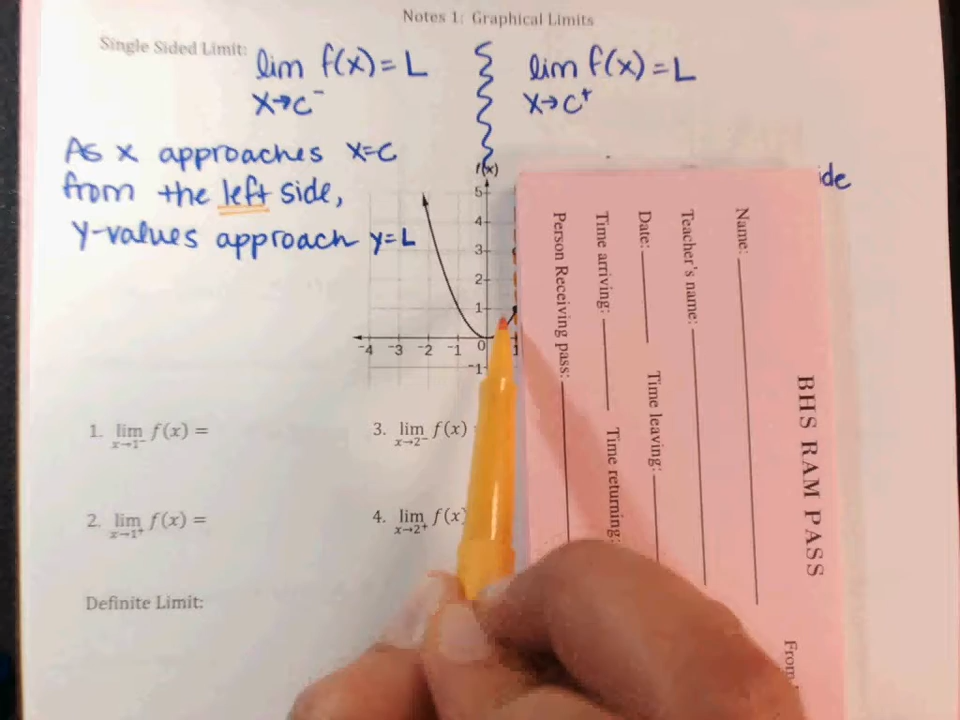 Notes 1: Graphical Limits
Single Sided Limit:
lim f(x) = L
x→c⁻
lim f(x) = L
x→c⁺
As x approaches x=c
from the left side,
y-values approach y=L
ide
f(x)
5
4
3
2
1
-4 -3 -2 -1 0 1
-1
1. lim f(x) =
x→1⁻
2. lim f(x) =
x→1⁺
3. lim f(x)
x→2⁻
4. lim f(x)
x→2⁺
Definite Limit:
BHS RAM PASS
Name:
Teacher's name:
Date: Time leaving:
Time arriving: Time returning:
Person Receiving pass: